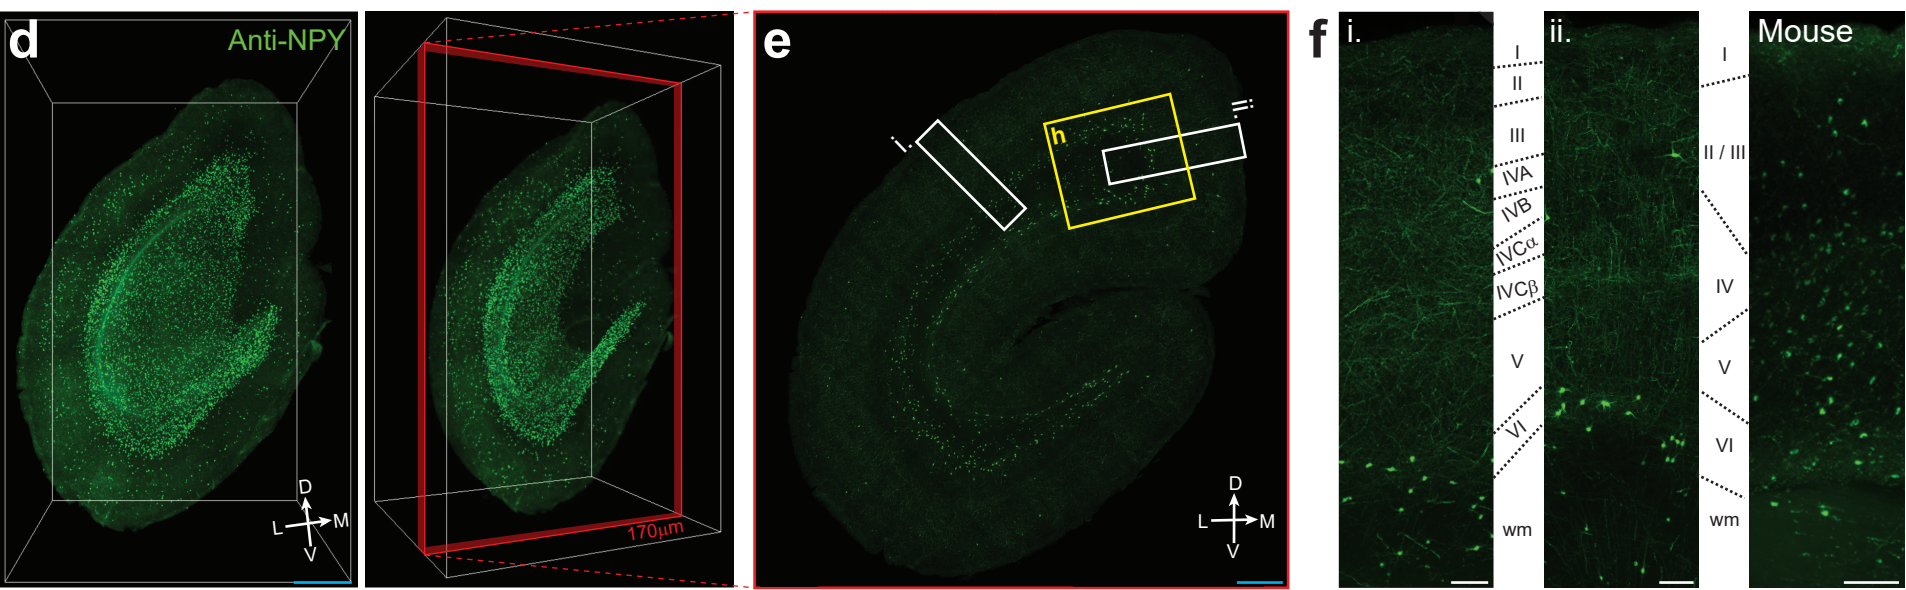 d
Anti-NPY
D
L M
V
170μm
e
i.
h
ii.
D
L M
V
f
i.
I
II
III
IVA
IVB
IVCα
IVCβ
V
VI
wm
ii.
I
II / III
IV
V
VI
wm
Mouse